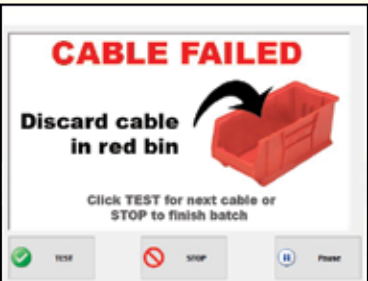 CABLE FAILED
Discard cable
in red bin
Click TEST for next cable or
STOP to finish batch
TEST STOP Pause